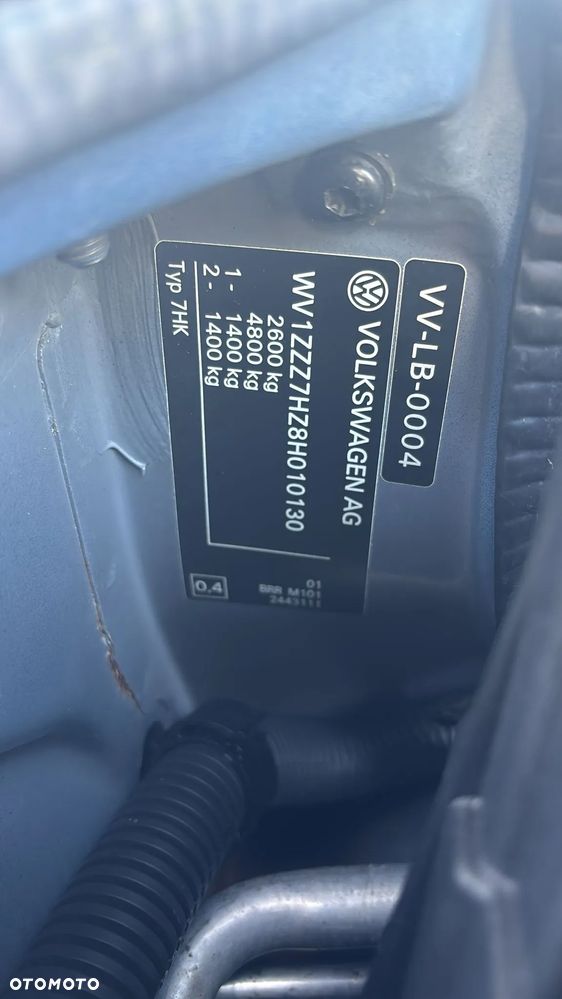 VV-LB-0004
VOLKSWAGEN AG
WV1ZZZ7HZ8H010130
2600 kg
4800 kg
1 - 1400 kg
2 - 1400 kg
Typ 7HK
01
BRR M101
2443111
0.4
OTOMOTO